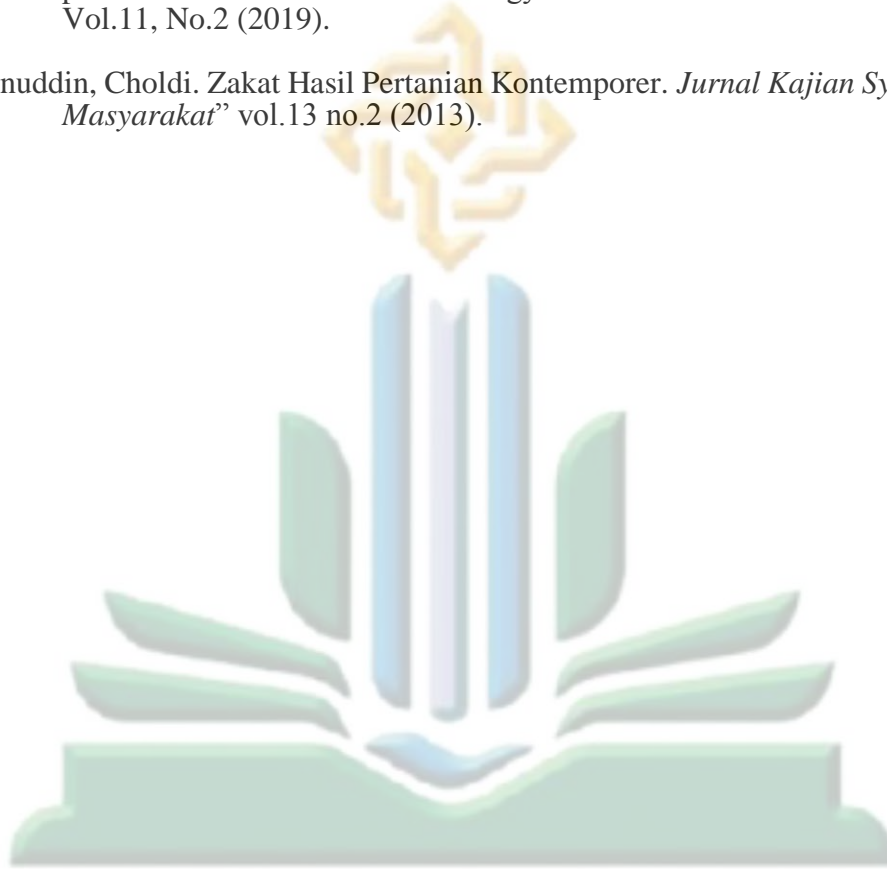 Vol.11, No.2 (2019).
nuddin, Choldi. Zakat Hasil Pertanian Kontemporer. Jurnal Kajian Sy
Masyarakat” vol.13 no.2 (2013).